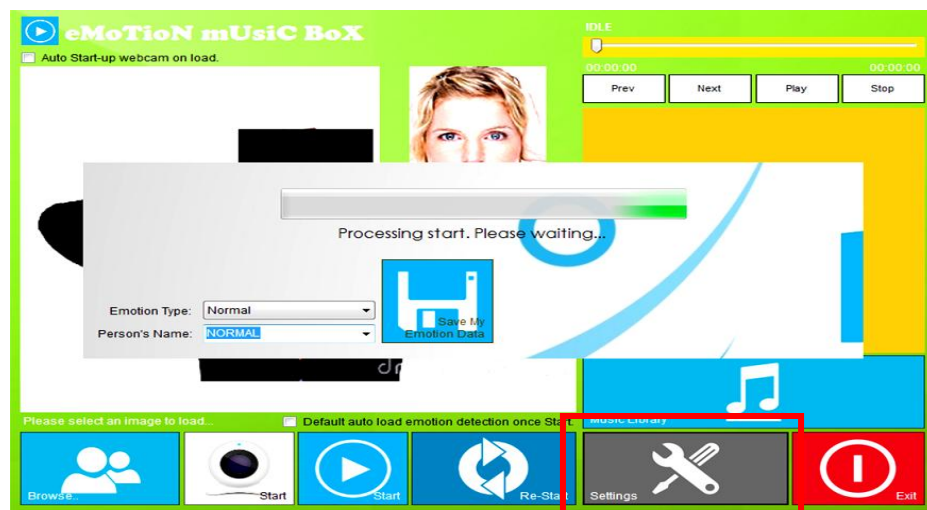 eMoTioN mUsiC BoX
Auto Start-up webcam on load.
IDLE
00:00:00 00:00:00
Prev Next Play Stop
Processing start. Please waiting...
Emotion Type: Normal
Person's Name: NORMAL
Save My
Emotion Data
Music Library
Please select an image to load...
Default auto load emotion detection once Start.
Browse..
Start
Start
Re-Start
Settings
Exit